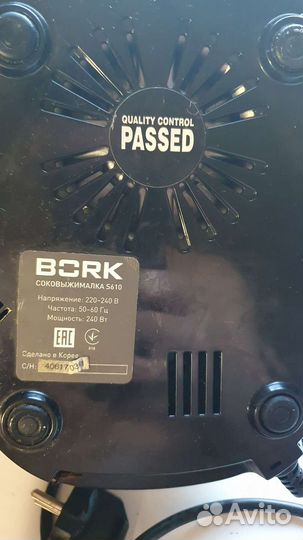 QUALITY CONTROL
PASSED
BORK
СОКОВЫЖИМАЛКА S610
Напряжение: 220-240 В
Частота: 50-60 Гц
Мощность: 240 Вт
EAC
Сделано в Корее
С/Н:
Avito